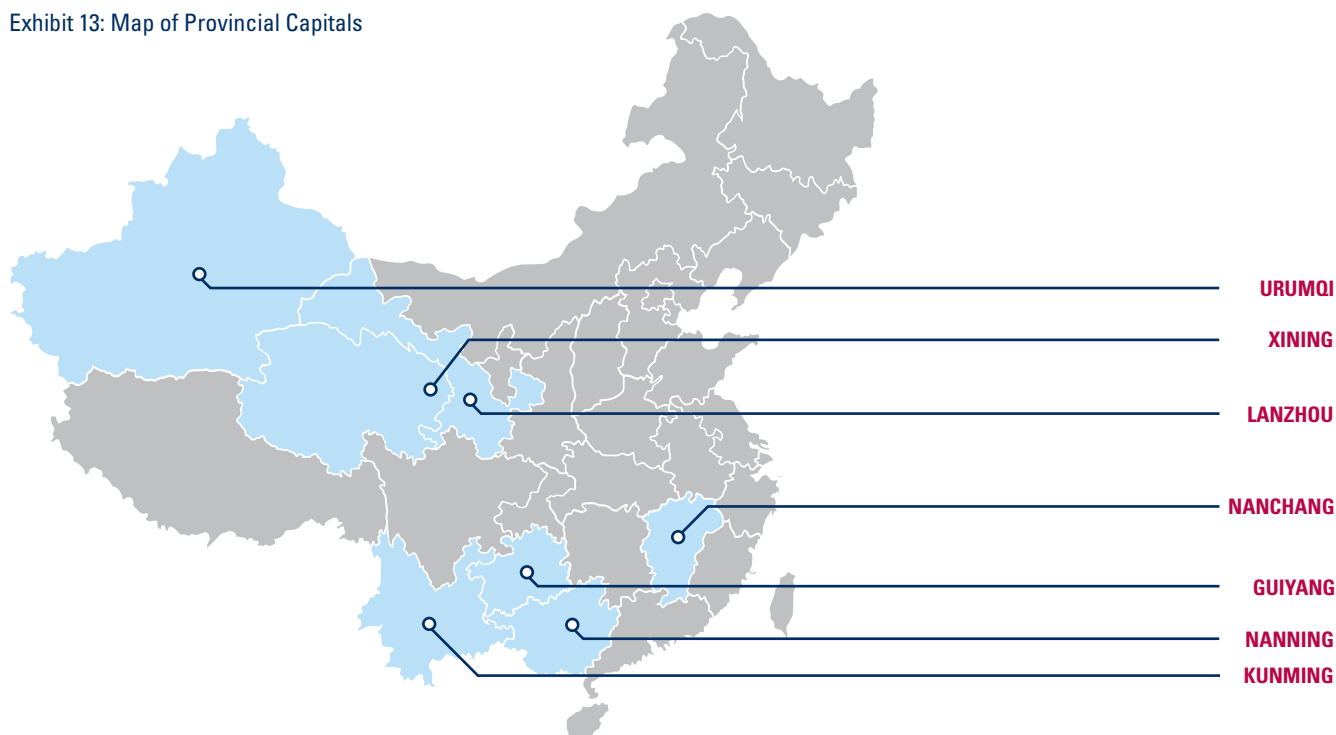 Exhibit 13: Map of Provincial Capitals
URUMQI
XINING
LANZHOU
NANCHANG
GUIYANG
NANNING
KUNMING